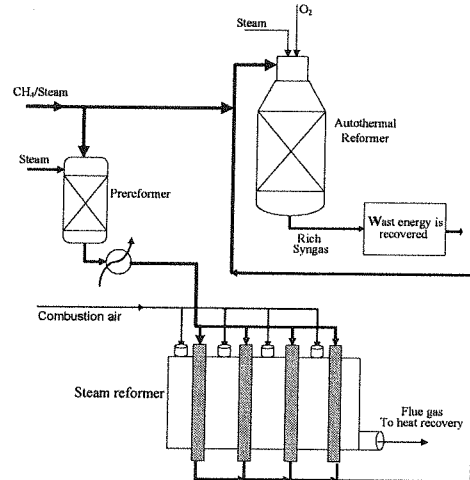 O₂
Steam
CH₄/Steam
Autothermal
Reformer
Steam
Prereformer
Wast energy is
recovered
Rich
Syngas
Combustion air
Steam reformer
Flue gas
To heat recovery